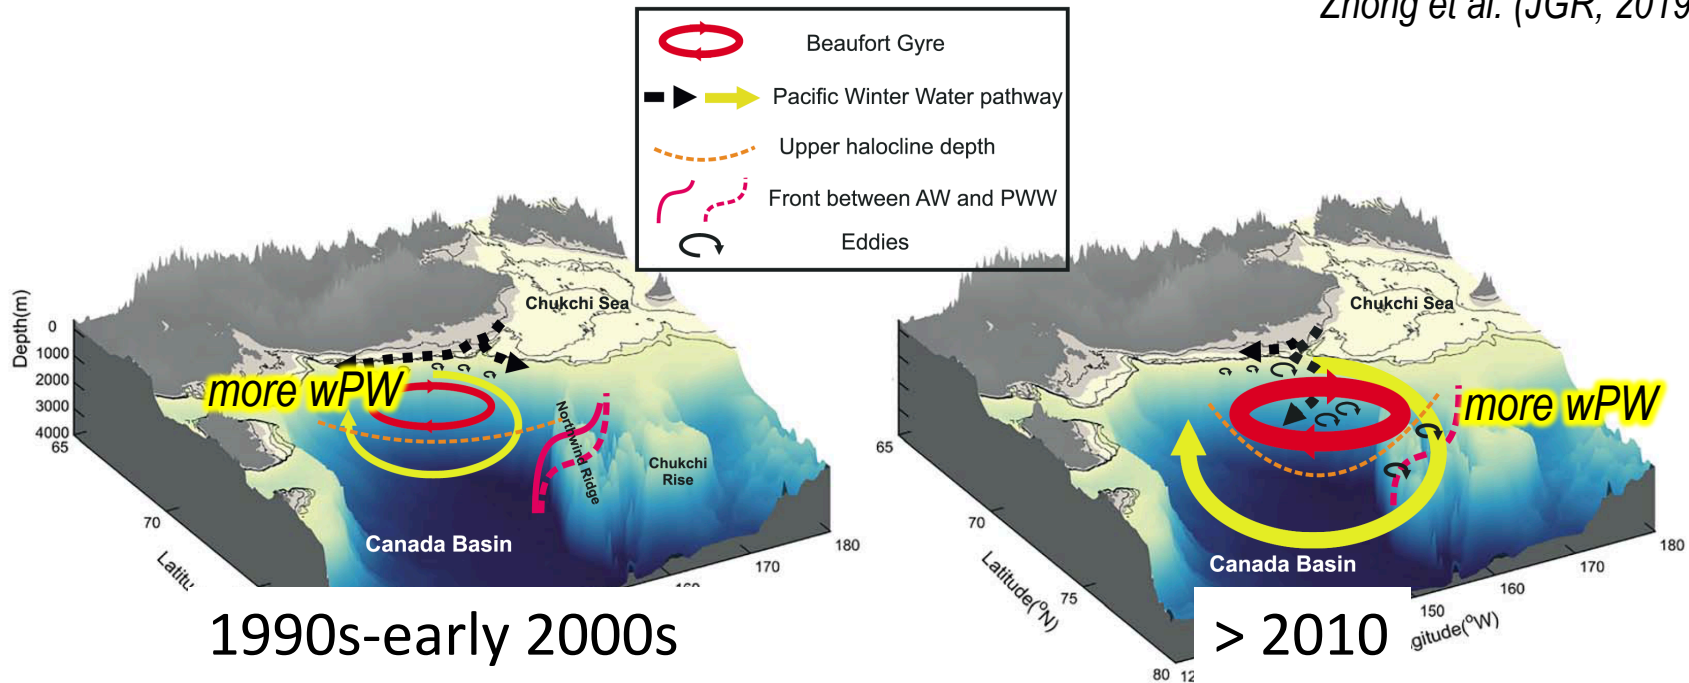 Zhong et al. (JGR, 2019
Beaufort Gyre
Pacific Winter Water pathway
Upper halocline depth
Front between AW and PWW
Eddies
Depth(m)
0
1000
2000
3000
4000
65
70
Latitu
Chukchi Sea
more wPW
Northwind Ridge
Chukchi
Rise
Canada Basin
160
170
180
1990s-early 2000s
Chukchi Sea
more wPW
65
70
75
80
Latitude(°N)
Canada Basin
12
150
160
170
180
gitude(°W)
> 2010